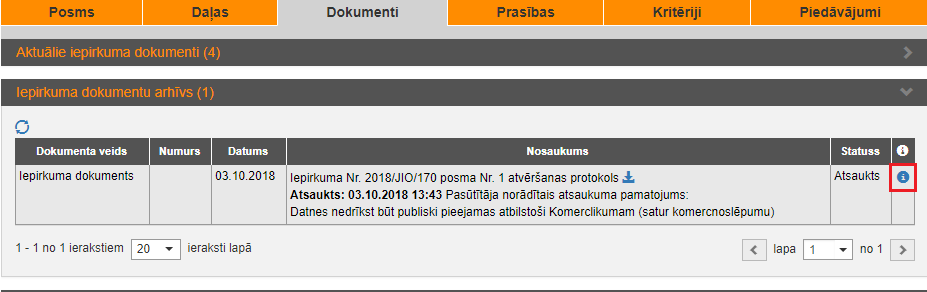 Posms Daļas Dokumenti Prasības Kritēriji Piedāvājumi
Aktuālie iepirkuma dokumenti (4)
Iepirkuma dokumentu arhīvs (1)
Dokumenta veids Numurs Datums Nosaukums Statuss
Iepirkuma dokuments 03.10.2018 Iepirkuma Nr. 2018/JIO/170 posma Nr. 1 atvēršanas protokols Atsaukts
Atsaukts: 03.10.2018 13:43 Pasūtītāja norādītais atsaukuma pamatojums:
Datnes nedrīkst būt publiski pieejamas atbilstoši Komerclikumam (satur komercnoslēpumu)
1 - 1 no 1 ierakstiem 20 ieraksti lapā lapa 1 no 1